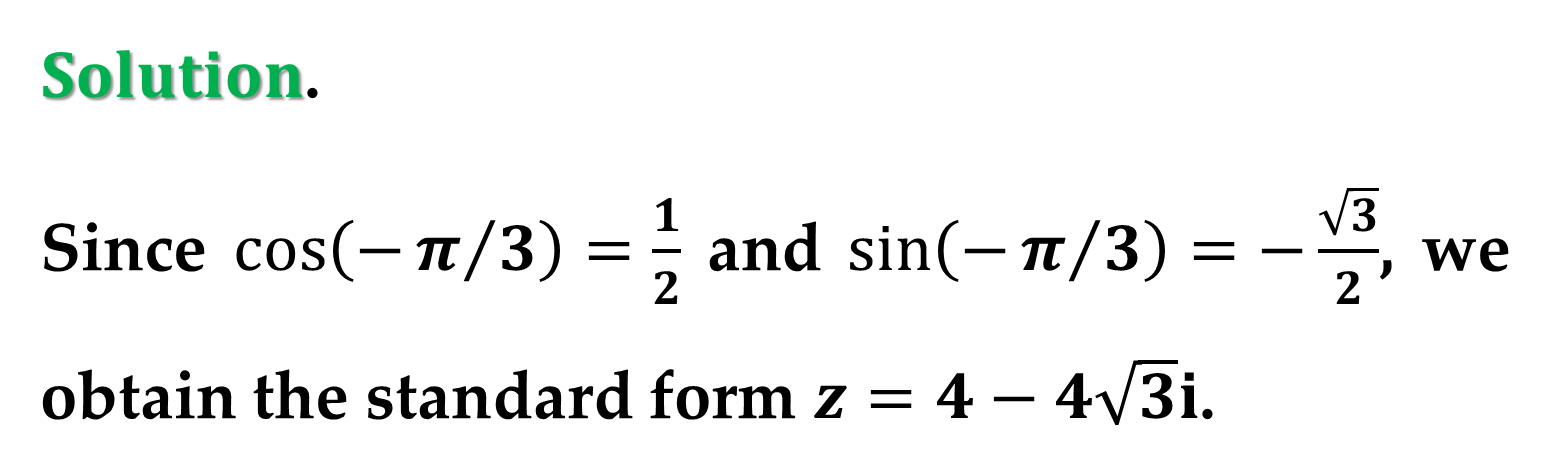 Solution.
Since cos(−π/3) = 1/2 and sin(−π/3) = −√3/2, we
obtain the standard form z = 4 − 4√3i.